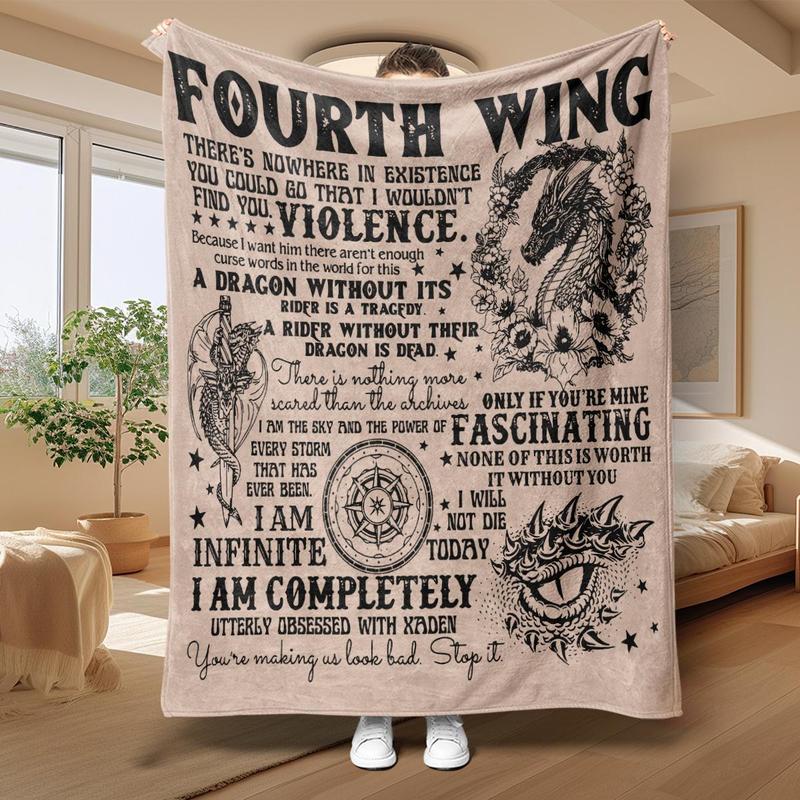 FOURTH WING
THERE'S NOWHERE IN EXISTENCE
YOU COULD GO THAT I WOULDN'T
FIND YOU. VIOLENCE.
Because I want him there aren't enough
curse words in the world for this
A DRAGON WITHOUT ITS
RIDER IS A TRAGEDY.
A RIDER WITHOUT THEIR
DRAGON IS DEAD.
There is nothing more
scared than the archives
ONLY IF YOU'RE MINE
FASCINATING
NONE OF THIS IS WORTH
IT WITHOUT YOU
I AM THE SKY AND THE POWER OF
EVERY STORM
THAT HAS
EVER BEEN.
I AM
INFINITE
I WILL
NOT DIE
TODAY
I AM COMPLETELY
UTTERLY OBSESSED WITH XADEN
You're making us look bad. Stop it.